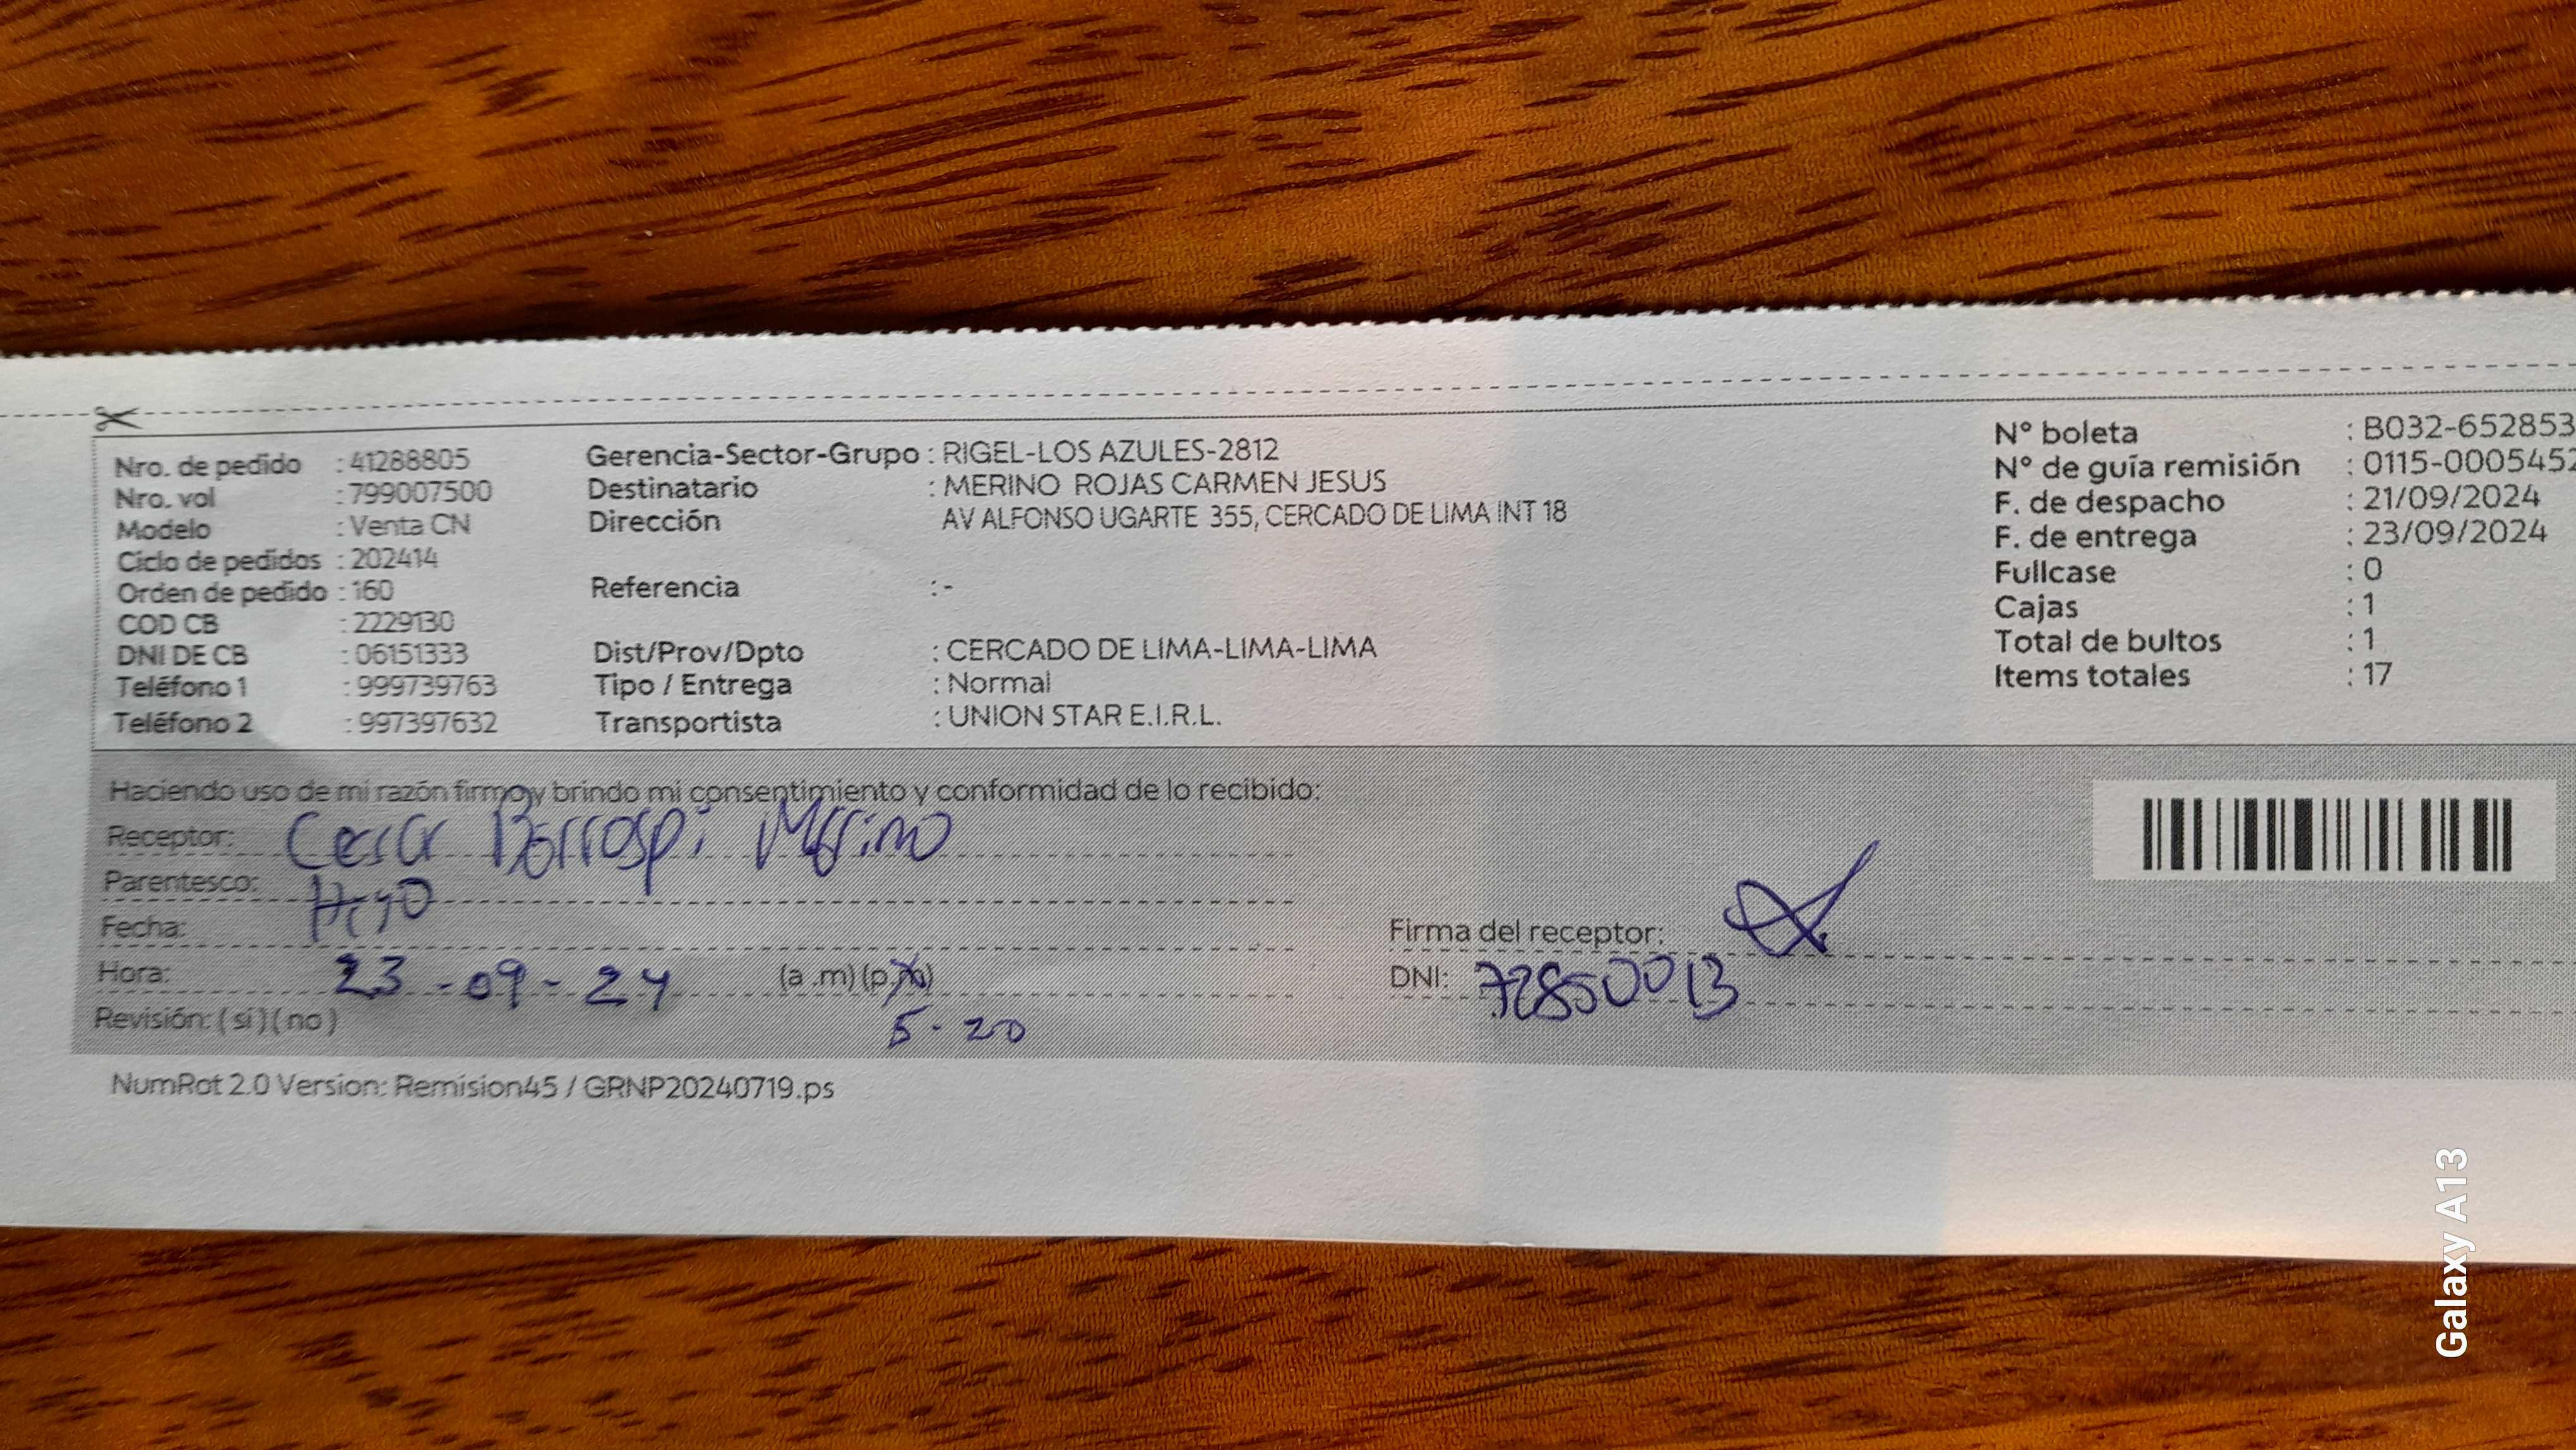 Nro. de pedido : 41288805
Nro. vol : 799007500
Modelo : Venta CN
Ciclo de pedidos : 202414
Orden de pedido : 160
COD CB : 2229130
DNI DE CB : 06151333
Teléfono 1 : 999739763
Teléfono 2 : 997397632
Gerencia-Sector-Grupo : RIGEL-LOS AZULES-2812
Destinatario : MERINO ROJAS CARMEN JESUS
Dirección AV ALFONSO UGARTE 355, CERCADO DE LIMA INT 18
Referencia : -
Dist/Prov/Dpto : CERCADO DE LIMA-LIMA-LIMA
Tipo / Entrega : Normal
Transportista : UNION STAR E.I.R.L.
N° boleta : B032-652853
N° de guía remisión : 0115-0005452
F. de despacho : 21/09/2024
F. de entrega : 23/09/2024
Fullcase : 0
Cajas : 1
Total de bultos : 1
Items totales : 17
Haciendo uso de mi razón firmo y brindo mi consentimiento y conformidad de lo recibido:
Receptor: Cesar Borrospi Merino
Parentesco: Hijo
Fecha:
Hora: 23-09-24 (a.m)(p.m)
5-20
Revisión: (si)(no)
Firma del receptor:
DNI: 72850013
NumRot 2.0 Version: Remision45 / GRNP20240719.ps
Galaxy A13